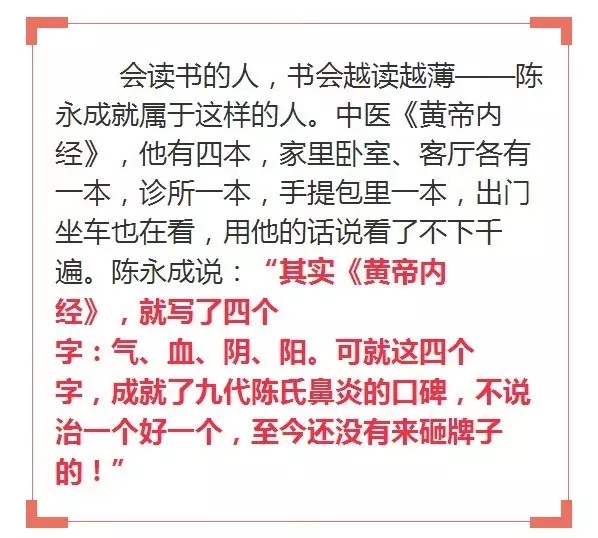 会读书的人，书会越读越薄——陈
永成就属于这样的人。中医《黄帝内
经》，他有四本，家里卧室、客厅各有
一本，诊所一本，手提包里一本，出门
坐车也在看，用他的话说看了不下千
遍。陈永成说：“其实《黄帝内
经》，就写了四个
字：气、血、阴、阳。可就这四个
字，成就了九代陈氏鼻炎的口碑，不说
治一个好一个，至今还没有来砸牌子
的！”